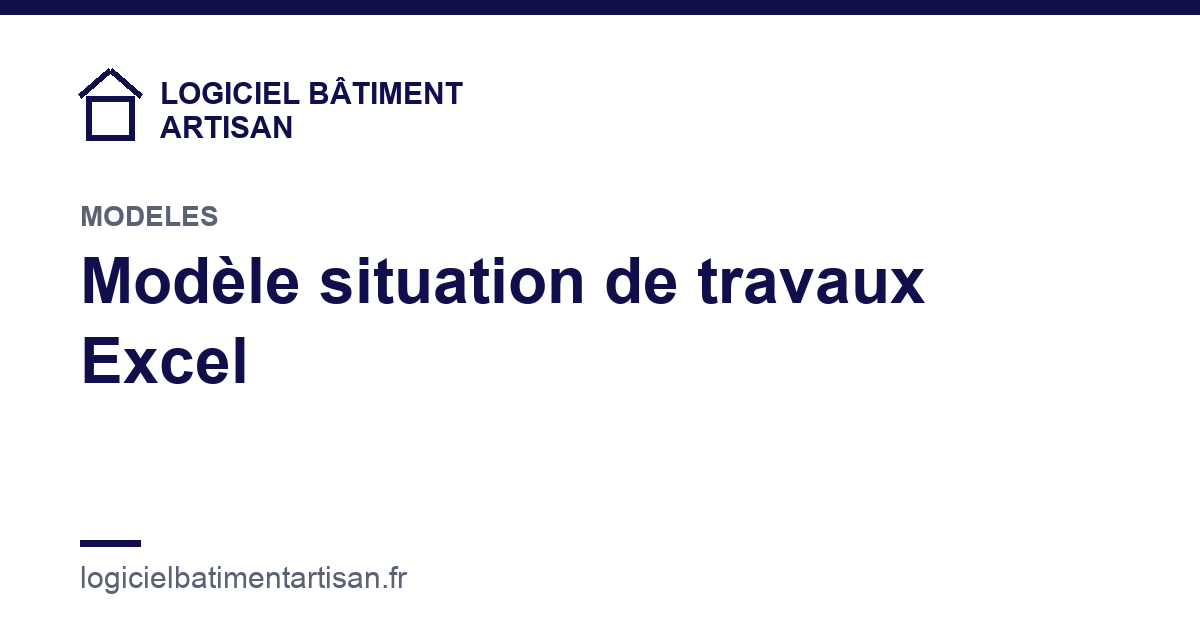 LOGICIEL BÂTIMENT
ARTISAN
MODELES
Modèle situation de travaux
Excel
logicielbatimentartisan.fr